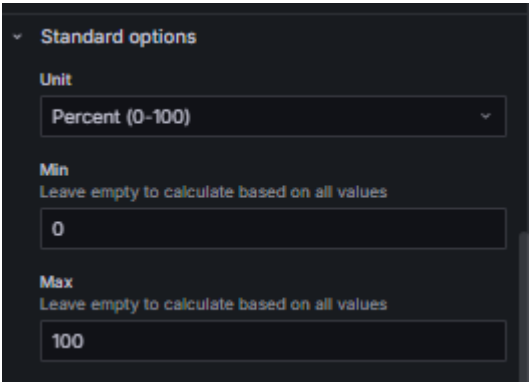 Standard options
Unit
Percent (0-100)
Min
Leave empty to calculate based on all values
0
Max
Leave empty to calculate based on all values
100